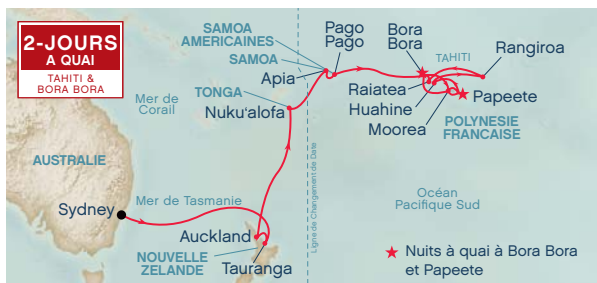 2-JOURS
A QUAI
TAHITI &
BORA BORA
SAMOA
AMERICAINES
SAMOA
Apia
Pago
Pago
Bora
Bora
TAHITI
Rangiroa
Raiatea
Huahine
Moorea
Papeete
POLYNESIE
FRANCAISE
TONGA
Nuku‘alofa
Mer de
Corail
AUSTRALIE
Sydney
Mer de Tasmanie
Auckland
NOUVELLE
ZELANDE
Tauranga
Ligne de Changement de Date
Océan
Pacifique Sud
Nuits à quai à Bora Bora
et Papeete